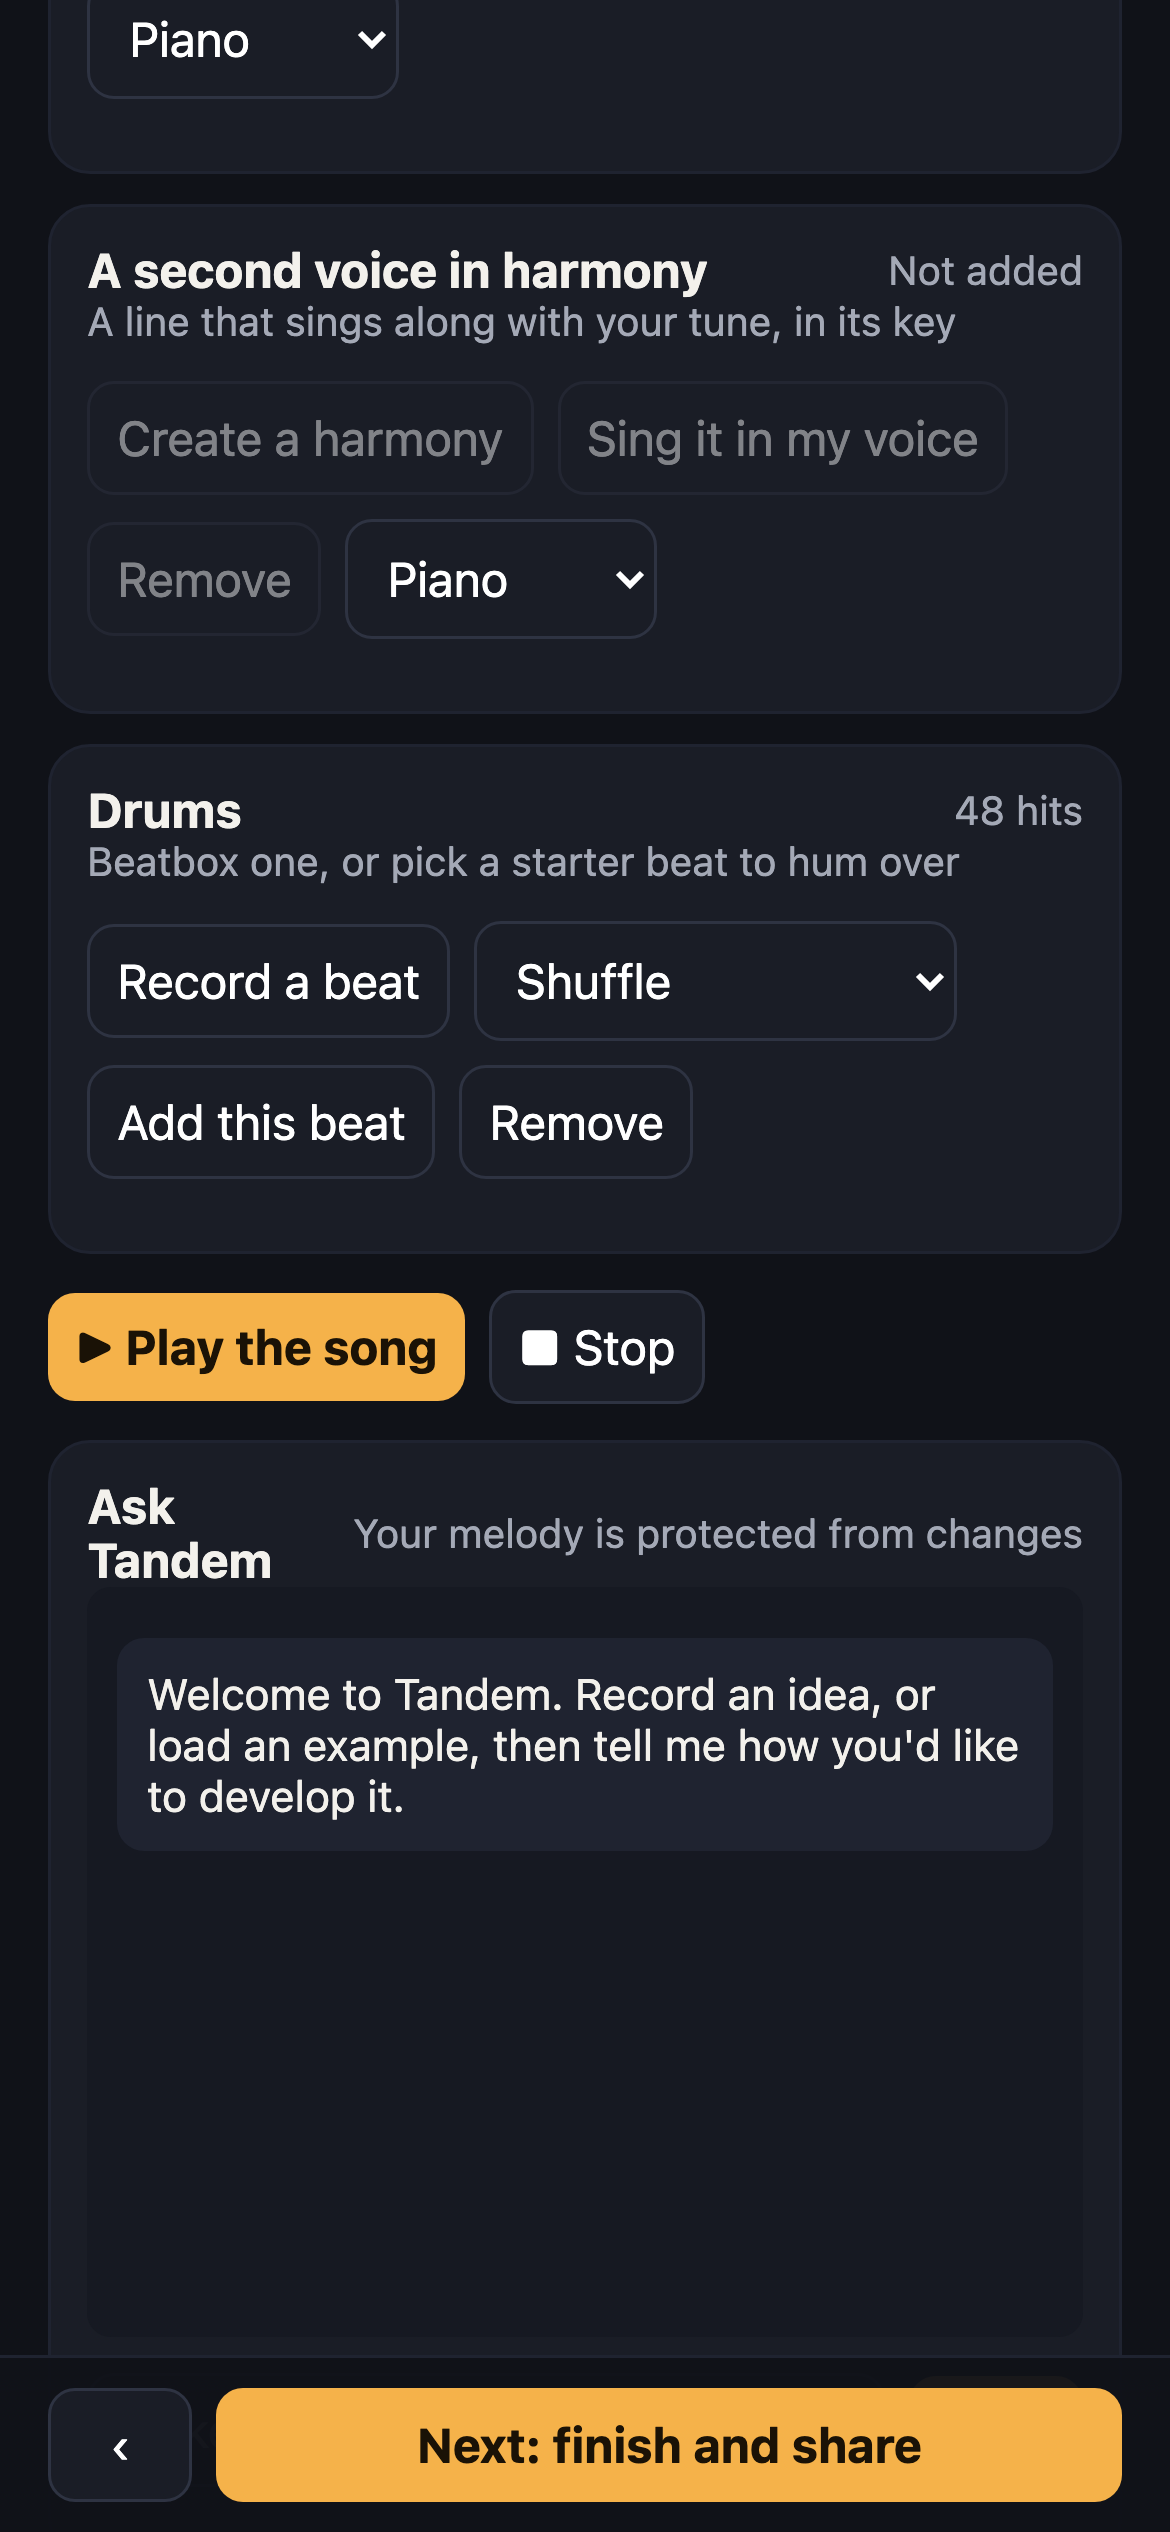 Piano
A second voice in harmony
Not added
A line that sings along with your tune, in its key
Create a harmony
Sing it in my voice
Remove
Piano
Drums
48 hits
Beatbox one, or pick a starter beat to hum over
Record a beat
Shuffle
Add this beat
Remove
Play the song
Stop
Ask
Tandem
Your melody is protected from changes
Welcome to Tandem. Record an idea, or
load an example, then tell me how you'd like
to develop it.
Next: finish and share